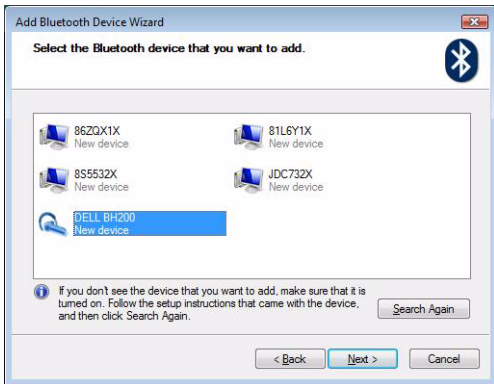 Add Bluetooth Device Wizard
Select the Bluetooth device that you want to add.
86ZQX1X
New device
81L6Y1X
New device
8S5532X
New device
JDC732X
New device
DELL BH200
New device
If you don't see the device that you want to add, make sure that it is
turned on. Follow the setup instructions that came with the device,
and then click Search Again.
Search Again
< Back
Next >
Cancel